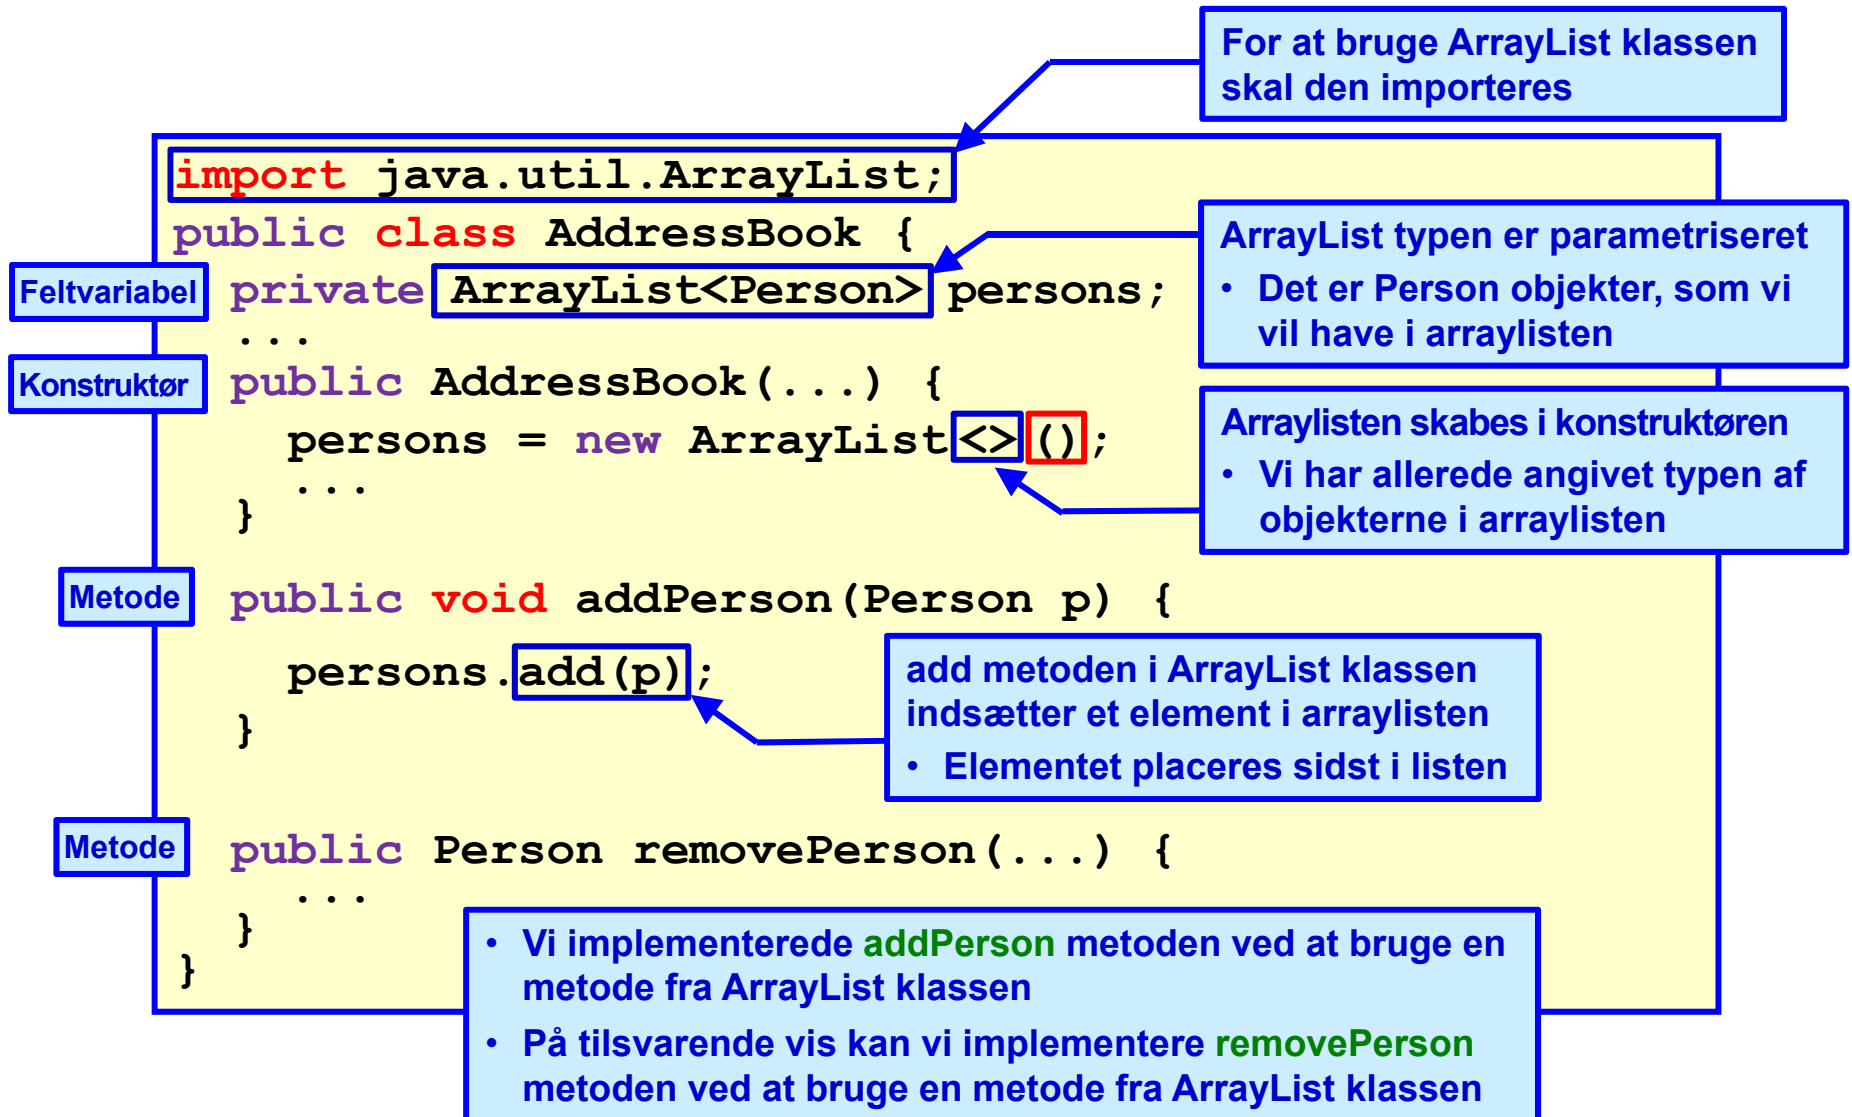 For at bruge ArrayList klassen
skal den importeres
import java.util.ArrayList;
public class AddressBook {
ArrayList typen er parametriseret
• Det er Person objekter, som vi
vil have i arraylisten
Feltvariabel
private ArrayList<Person> persons;
...
Konstruktør
public AddressBook(...) {
persons = new ArrayList<>();
...
}
Arraylisten skabes i konstruktøren
• Vi har allerede angivet typen af
objekterne i arraylisten
Metode
public void addPerson(Person p) {
persons.add(p);
}
add metoden i ArrayList klassen
indsætter et element i arraylisten
• Elementet placeres sidst i listen
Metode
public Person removePerson(...) {
...
}
}
• Vi implementerede addPerson metoden ved at bruge en
metode fra ArrayList klassen
• På tilsvarende vis kan vi implementere removePerson
metoden ved at bruge en metode fra ArrayList klassen